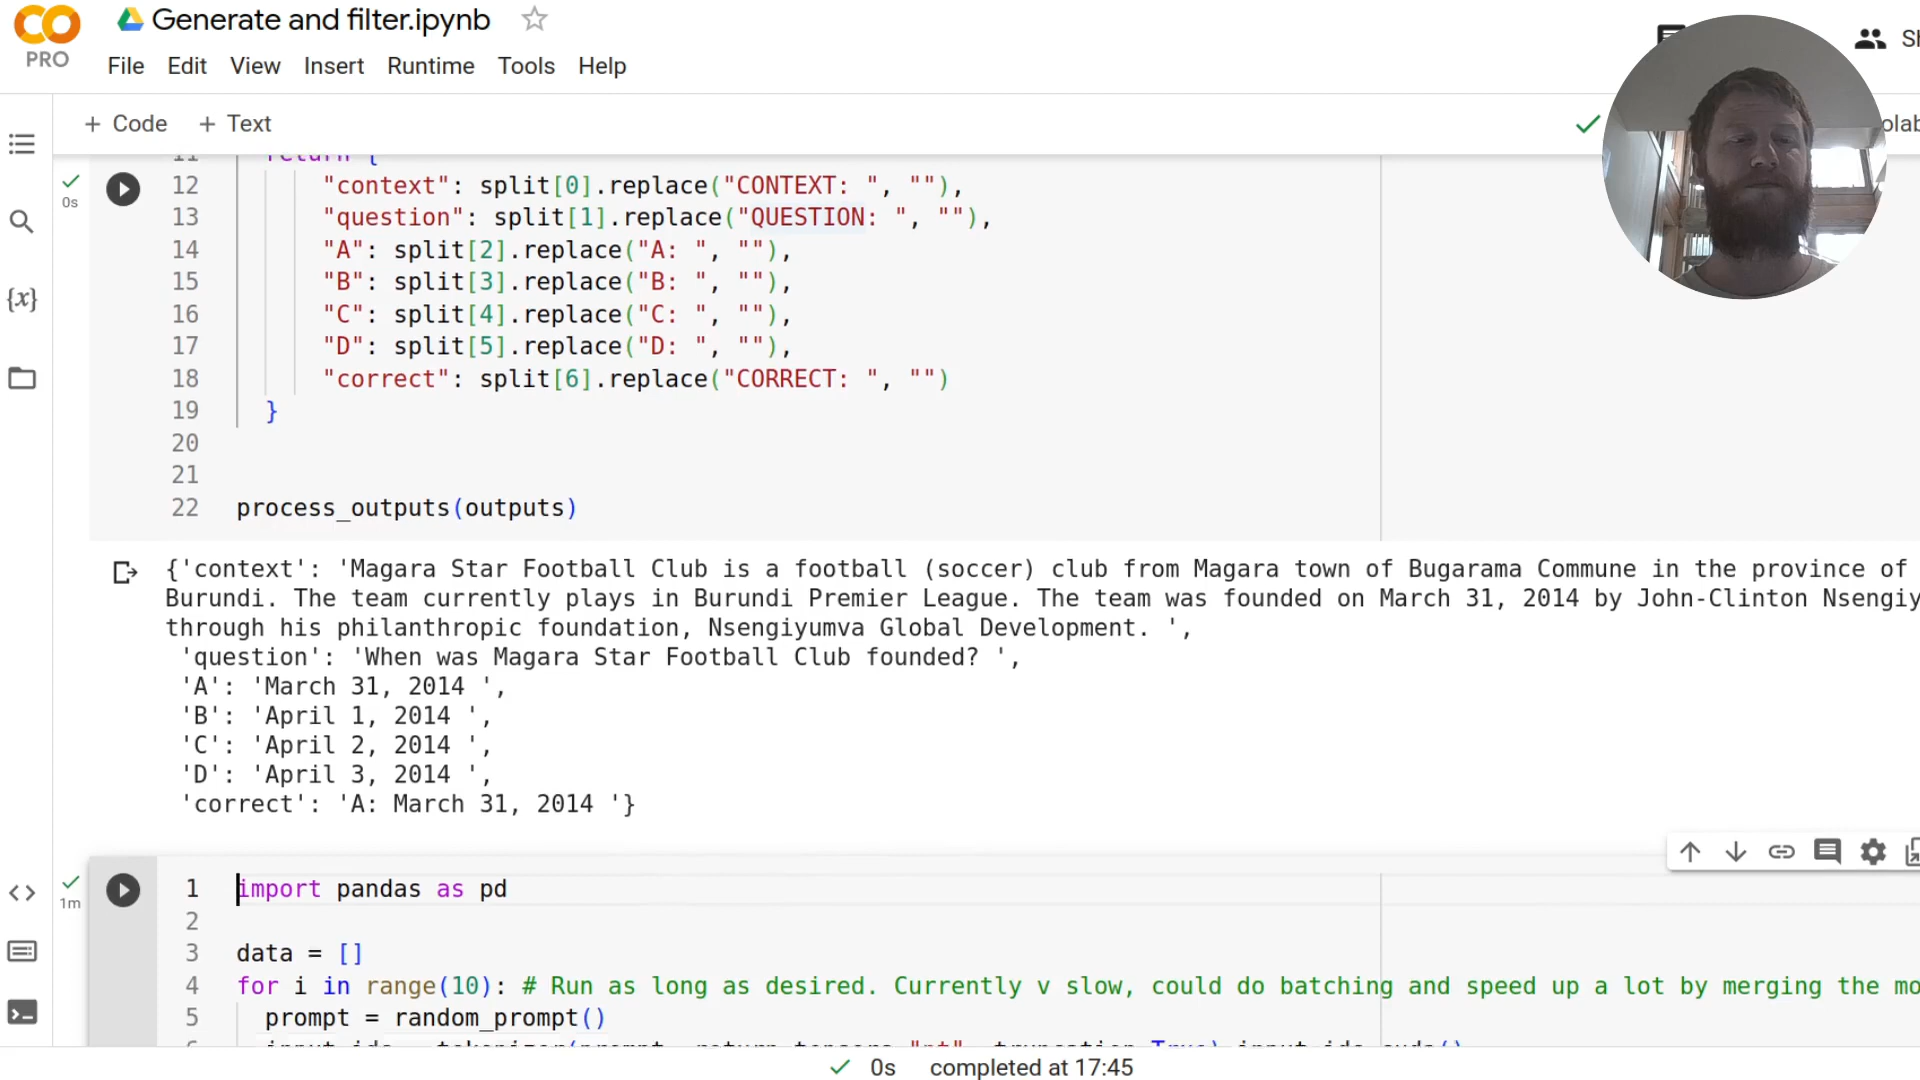 Generate and filter.ipynb
PRO
File Edit View Insert Runtime Tools Help
+ Code + Text
11 return {
12 "context": split[0].replace("CONTEXT: ", ""),
13 "question": split[1].replace("QUESTION: ", ""),
14 "A": split[2].replace("A: ", ""),
15 "B": split[3].replace("B: ", ""),
16 "C": split[4].replace("C: ", ""),
17 "D": split[5].replace("D: ", ""),
18 "correct": split[6].replace("CORRECT: ", "")
19 }
20
21
22 process_outputs(outputs)
0s
{'context': 'Magara Star Football Club is a football (soccer) club from Magara town of Bugarama Commune in the province of
Burundi. The team currently plays in Burundi Premier League. The team was founded on March 31, 2014 by John-Clinton Nsengiy
through his philanthropic foundation, Nsengiyumva Global Development. ',
'question': 'When was Magara Star Football Club founded? ',
'A': 'March 31, 2014 ',
'B': 'April 1, 2014 ',
'C': 'April 2, 2014 ',
'D': 'April 3, 2014 ',
'correct': 'A: March 31, 2014 '}
1m
1 import pandas as pd
2
3 data = []
4 for i in range(10): # Run as long as desired. Currently v slow, could do batching and speed up a lot by merging the mo
5 prompt = random_prompt()
0s completed at 17:45